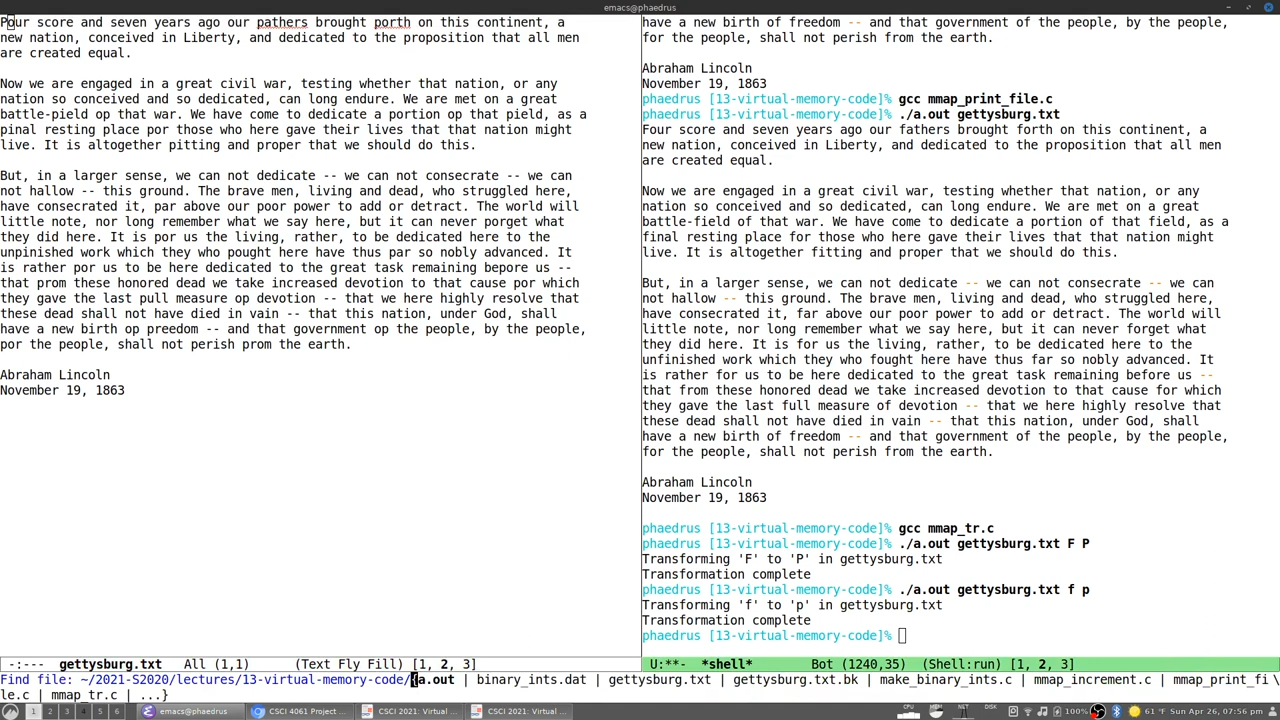 emacs@phaedrus
Pour score and seven years ago our pathers brought porth on this continent, a
new nation, conceived in Liberty, and dedicated to the proposition that all men
are created equal.
Now we are engaged in a great civil war, testing whether that nation, or any
nation so conceived and so dedicated, can long endure. We are met on a great
battle-pield op that war. We have come to dedicate a portion op that pield, as a
pinal resting place por those who here gave their lives that that nation might
live. It is altogether pitting and proper that we should do this.
But, in a larger sense, we can not dedicate -- we can not consecrate -- we can
not hallow -- this ground. The brave men, living and dead, who struggled here,
have consecrated it, par above our poor power to add or detract. The world will
little note, nor long remember what we say here, but it can never porget what
they did here. It is por us the living, rather, to be dedicated here to the
unpinished work which they who pought here have thus par so nobly advanced. It
is rather por us to be here dedicated to the great task remaining bepore us --
that prom these honored dead we take increased devotion to that cause por which
they gave the last pull measure op devotion -- that we here highly resolve that
these dead shall not have died in vain -- that this nation, under God, shall
have a new birth op preedom -- and that government op the people, by the people,
por the people, shall not perish prom the earth.
Abraham Lincoln
November 19, 1863
-:---  gettysburg.txt   All (1,1)      (Text Fly Fill) [1, 2, 3]
have a new birth of freedom -- and that government of the people, by the people,
for the people, shall not perish from the earth.
Abraham Lincoln
November 19, 1863
phaedrus [13-virtual-memory-code]% gcc mmap_print_file.c
phaedrus [13-virtual-memory-code]% ./a.out gettysburg.txt
Four score and seven years ago our fathers brought forth on this continent, a
new nation, conceived in Liberty, and dedicated to the proposition that all men
are created equal.
Now we are engaged in a great civil war, testing whether that nation, or any
nation so conceived and so dedicated, can long endure. We are met on a great
battle-field of that war. We have come to dedicate a portion of that field, as a
final resting place for those who here gave their lives that that nation might
live. It is altogether fitting and proper that we should do this.
But, in a larger sense, we can not dedicate -- we can not consecrate -- we can
not hallow -- this ground. The brave men, living and dead, who struggled here,
have consecrated it, far above our poor power to add or detract. The world will
little note, nor long remember what we say here, but it can never forget what
they did here. It is for us the living, rather, to be dedicated here to the
unfinished work which they who fought here have thus far so nobly advanced. It
is rather for us to be here dedicated to the great task remaining before us --
that from these honored dead we take increased devotion to that cause for which
they gave the last full measure of devotion -- that we here highly resolve that
these dead shall not have died in vain -- that this nation, under God, shall
have a new birth of freedom -- and that government of the people, by the people,
for the people, shall not perish from the earth.
Abraham Lincoln
November 19, 1863
phaedrus [13-virtual-memory-code]% gcc mmap_tr.c
phaedrus [13-virtual-memory-code]% ./a.out gettysburg.txt F P
Transforming 'F' to 'P' in gettysburg.txt
Transformation complete
phaedrus [13-virtual-memory-code]% ./a.out gettysburg.txt f p
Transforming 'f' to 'p' in gettysburg.txt
Transformation complete
phaedrus [13-virtual-memory-code]%
U:**-  *shell*        Bot (1240,35)  (Shell:run) [1, 2, 3]
Find file: ~/2021-S2020/lectures/13-virtual-memory-code/{a.out | binary_ints.dat | gettysburg.txt | gettysburg.txt.bk | make_binary_ints.c | mmap_increment.c | mmap_print_fi\
le.c | mmap_tr.c | ...}
1 2 3 4 5 6 emacs@phaedrus CSCI 4061 Project ... CSCI 2021: Virtual ... CSCI 2021: Virtual ... CPU MEM NET DISK 100% 61 °F Sun Apr 26, 07:56 pm